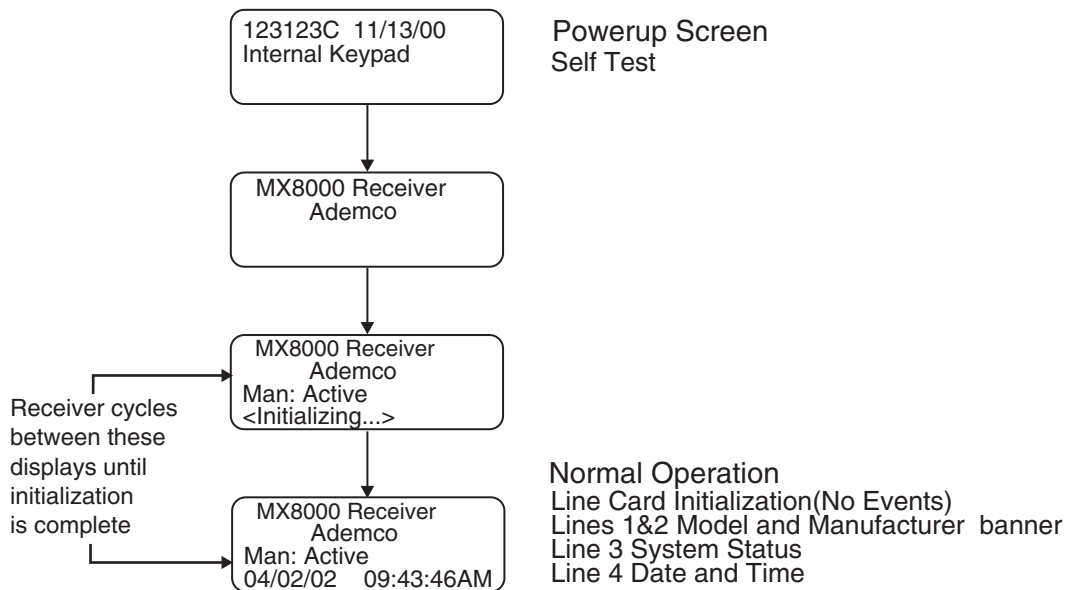 123123C 11/13/00
Internal Keypad
Powerup Screen
Self Test
MX8000 Receiver
Ademco
MX8000 Receiver
Ademco
Man: Active
<Initializing...>
Receiver cycles
between these
displays until
initialization
is complete
MX8000 Receiver
Ademco
Man: Active
04/02/02 09:43:46AM
Normal Operation
Line Card Initialization(No Events)
Lines 1&2 Model and Manufacturer banner
Line 3 System Status
Line 4 Date and Time